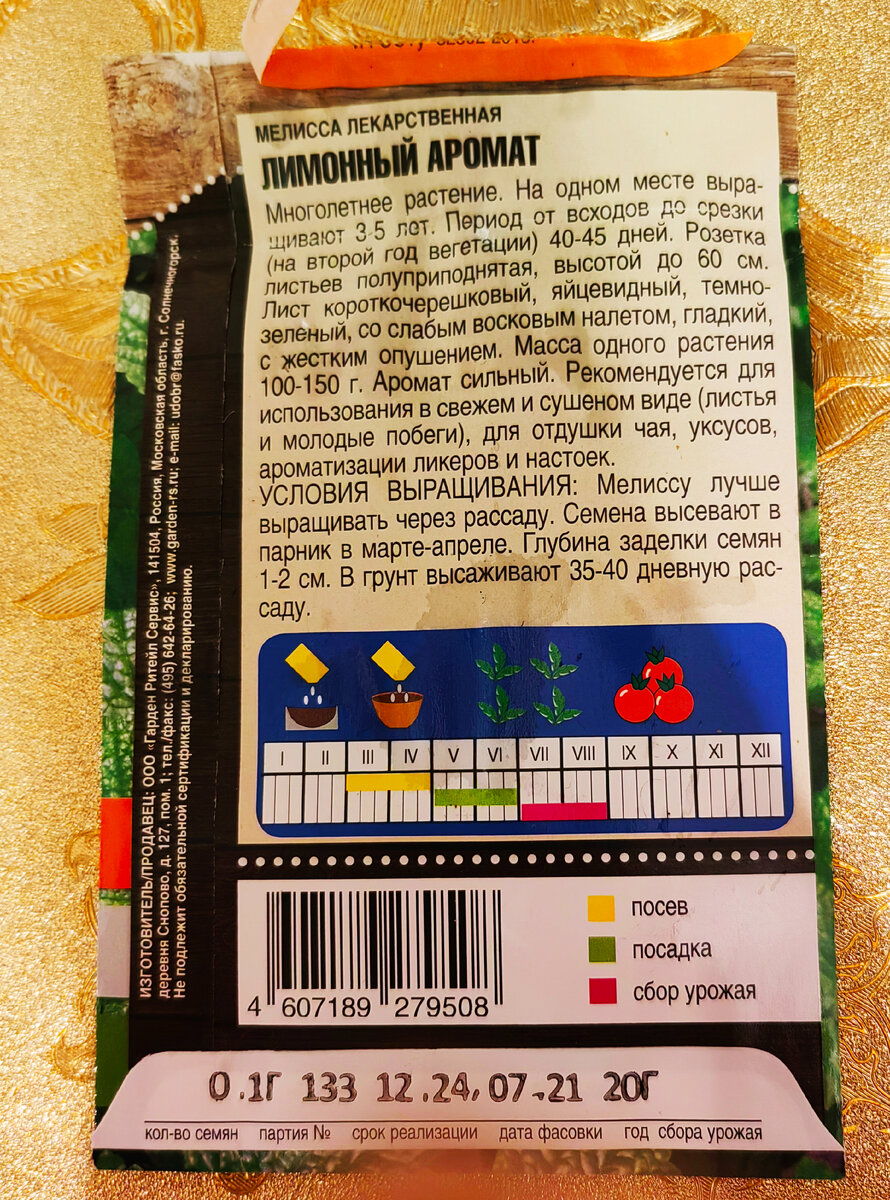 52002-2010.
МЕЛИССА ЛЕКАРСТВЕННАЯ
ЛИМОННЫЙ АРОМАТ
Многолетнее растение. На одном месте выра-
щивают 3-5 лет. Период от всходов до срезки
(на второй год вегетации) 40-45 дней. Розетка
листьев полуприподнятая, высотой до 60 см.
Лист короткочерешковый, яйцевидный, темно-
зеленый, со слабым восковым налетом, гладкий,
с жестким опушением. Масса одного растения
100-150 г. Аромат сильный. Рекомендуется для
использования в свежем и сушеном виде (листья
и молодые побеги), для отдушки чая, уксусов,
ароматизации ликеров и настоек.
УСЛОВИЯ ВЫРАЩИВАНИЯ: Мелиссу лучше
выращивать через рассаду. Семена высевают в
парник в марте-апреле. Глубина заделки семян
1-2 см. В грунт высаживают 35-40 дневную рас-
саду.
I II III IV V VI VII VIII IX X XI XII
посев
посадка
сбор урожая
4 607189 279508
0.1Г 133 12.24. 07.21 20Г
кол-во семян партия № срок реализации дата фасовки год сбора урожая
ИЗГОТОВИТЕЛЬ/ПРОДАВЕЦ: ООО «Гарден Ритейл Сервис», 141504, Россия, Московская область, г. Солнечногорск,
деревня Снопово, д. 127, пом. 1; тел./факс: (495) 642-64-26; www.garden-rs.ru; e-mail: udobr@fasko.ru.
Не подлежит обязательной сертификации и декларированию.